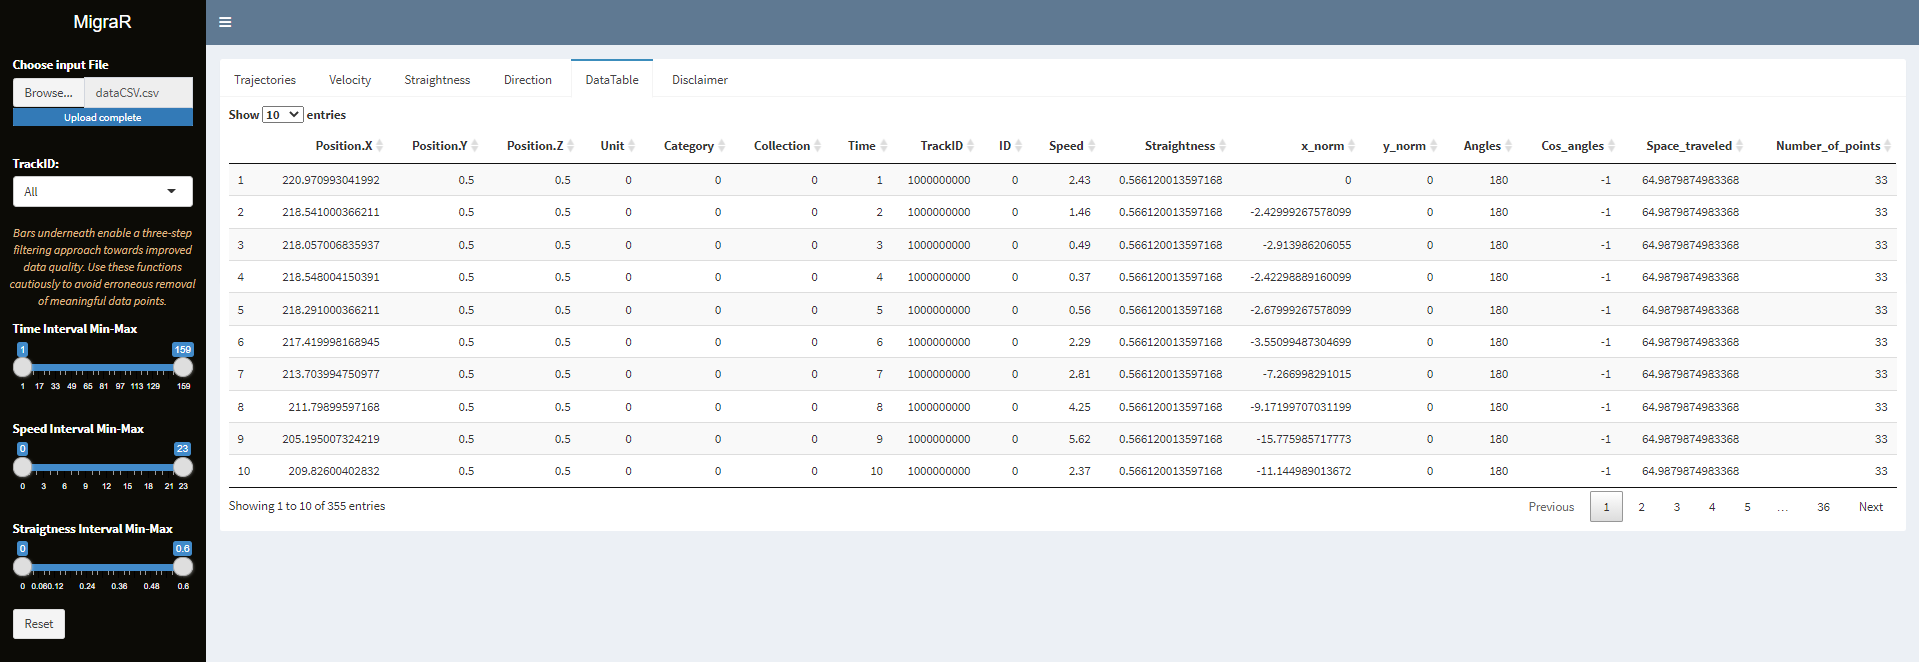 MigraR
Choose input File
Browse... dataCSV.csv
Upload complete
TrackID:
All
Bars underneath enable a three-step
filtering approach towards improved
data quality. Use these functions
cautiously to avoid erroneous removal
of meaningful data points.
Time Interval Min-Max
1 159
1 17 33 49 65 81 97 113 129 159
Speed Interval Min-Max
0 23
0 3 6 9 12 15 18 21 23
Straigtness Interval Min-Max
0 0.6
0 0.06 0.12 0.24 0.36 0.48 0.6
Reset
Trajectories Velocity Straightness Direction DataTable Disclaimer
Show 10 entries
Position.X Position.Y Position.Z Unit Category Collection Time TrackID ID Speed Straightness x_norm y_norm Angles Cos_angles Space_traveled Number_of_points
1 220.970993041992 0.5 0.5 0 0 0 1 1000000000 0 2.43 0.566120013597168 0 0 180 -1 64.9879874983368 33
2 218.541000366211 0.5 0.5 0 0 0 2 1000000000 0 1.46 0.566120013597168 -2.42999267578099 0 180 -1 64.9879874983368 33
3 218.057006835937 0.5 0.5 0 0 0 3 1000000000 0 0.49 0.566120013597168 -2.913986206055 0 180 -1 64.9879874983368 33
4 218.548004150391 0.5 0.5 0 0 0 4 1000000000 0 0.37 0.566120013597168 -2.42298889160099 0 180 -1 64.9879874983368 33
5 218.291000366211 0.5 0.5 0 0 0 5 1000000000 0 0.56 0.566120013597168 -2.67999267578099 0 180 -1 64.9879874983368 33
6 217.419998168945 0.5 0.5 0 0 0 6 1000000000 0 2.29 0.566120013597168 -3.55099487304699 0 180 -1 64.9879874983368 33
7 213.703994750977 0.5 0.5 0 0 0 7 1000000000 0 2.81 0.566120013597168 -7.266998291015 0 180 -1 64.9879874983368 33
8 211.79899597168 0.5 0.5 0 0 0 8 1000000000 0 4.25 0.566120013597168 -9.17199707031199 0 180 -1 64.9879874983368 33
9 205.195007324219 0.5 0.5 0 0 0 9 1000000000 0 5.62 0.566120013597168 -15.775985717773 0 180 -1 64.9879874983368 33
10 209.82600402832 0.5 0.5 0 0 0 10 1000000000 0 2.37 0.566120013597168 -11.144989013672 0 180 -1 64.9879874983368 33
Showing 1 to 10 of 355 entries
Previous 1 2 3 4 5 ... 36 Next